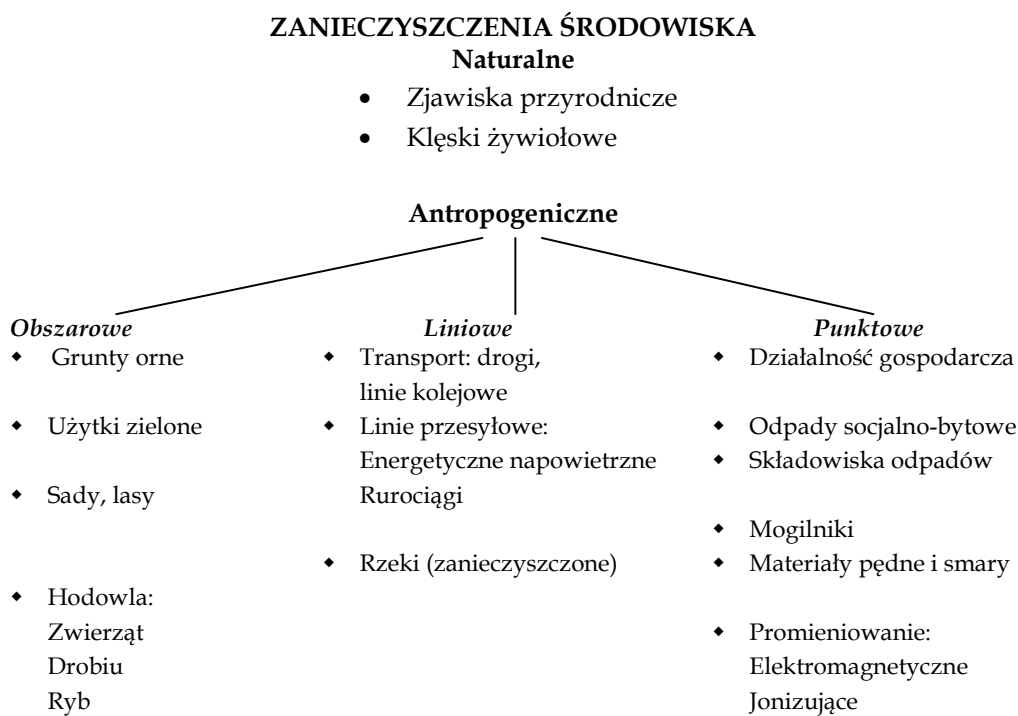 ZANIECZYSZCZENIA ŚRODOWISKA
Naturalne
• Zjawiska przyrodnicze
• Klęski żywiołowe
Antropogeniczne
Obszarowe
◆ Grunty orne
◆ Użytki zielone
◆ Sady, lasy
◆ Hodowla:
Zwierząt
Drobiu
Ryb
Liniowe
◆ Transport: drogi,
linie kolejowe
◆ Linie przesyłowe:
Energetyczne napowietrzne
Rurociągi
◆ Rzeki (zanieczyszczone)
Punktowe
◆ Działalność gospodarcza
◆ Odpady socjalno-bytowe
◆ Składowiska odpadów
◆ Mogilniki
◆ Materiały pędne i smary
◆ Promieniowanie:
Elektromagnetyczne
Jonizujące